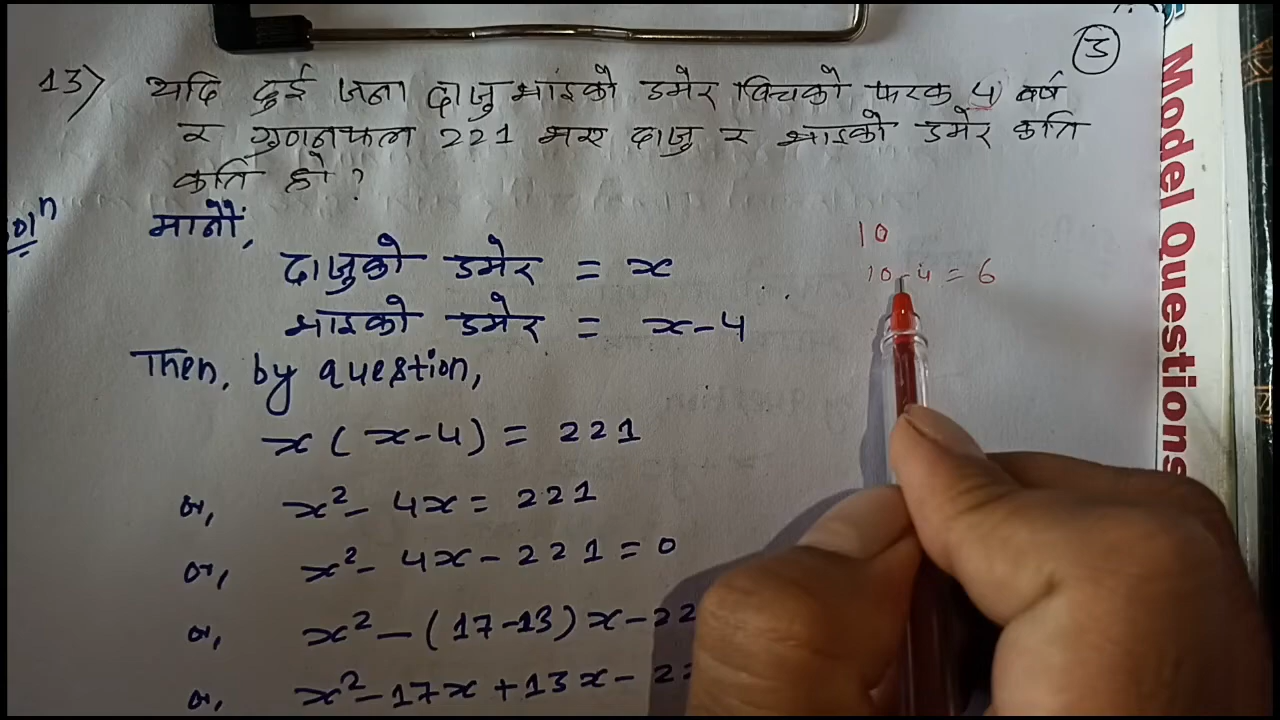 3
13) यदि दुई जना दाजु भाइको उमेर बिचको फरक 4 वर्ष
र गुणनफल 221 भए दाजु र भाइको उमेर कति
कति हो ?
मानौं,
दाजुको उमेर = x
भाइको उमेर = x-4
10
10-4 = 6
Then, by question,
x(x-4) = 221
or, x² - 4x = 221
or, x² - 4x - 221 = 0
or, x² - (17-13)x - 22
or, x² - 17x + 13x - 2
Model Questions